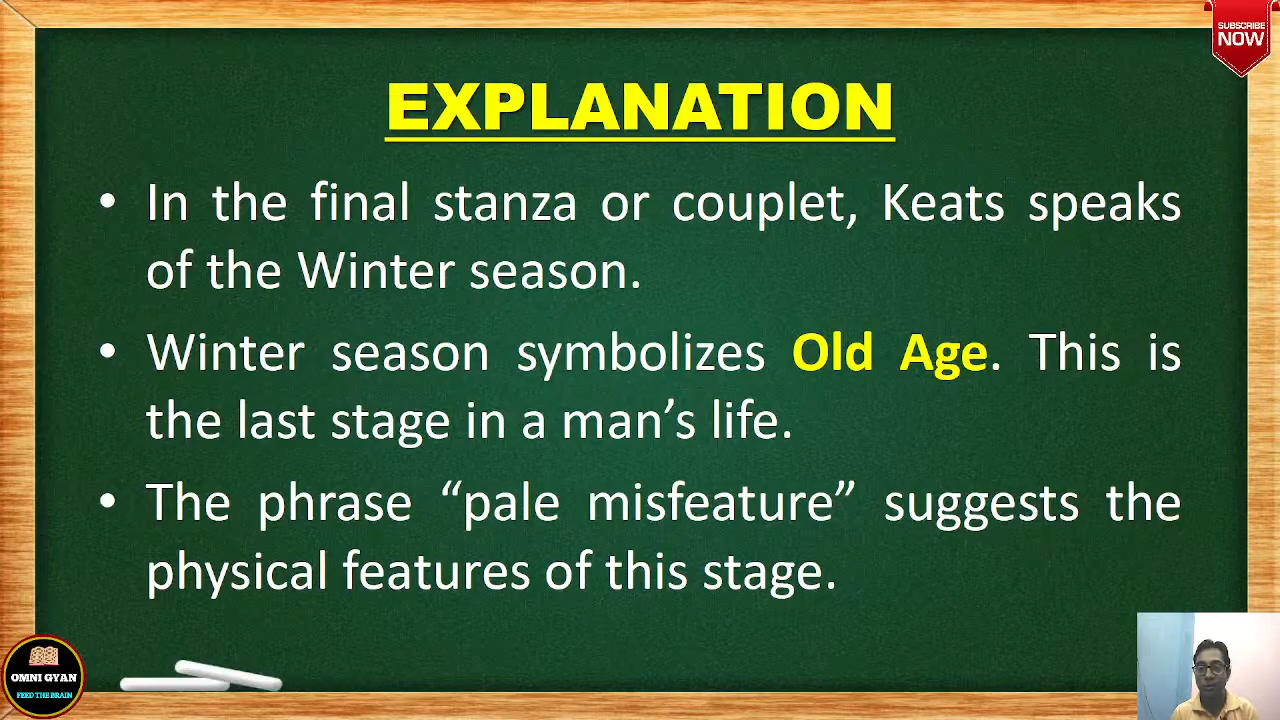 SUBSCRIBE
NOW
EXPLANATION
• In the final stanza or couplet, Keats speaks
of the Winter season.
• Winter season symbolizes Old Age. This is
the last stage in a man’s life.
• The phrase “pale misfeature” suggests the
physical features of this stage.
OMNI GYAN
FEED THE BRAIN